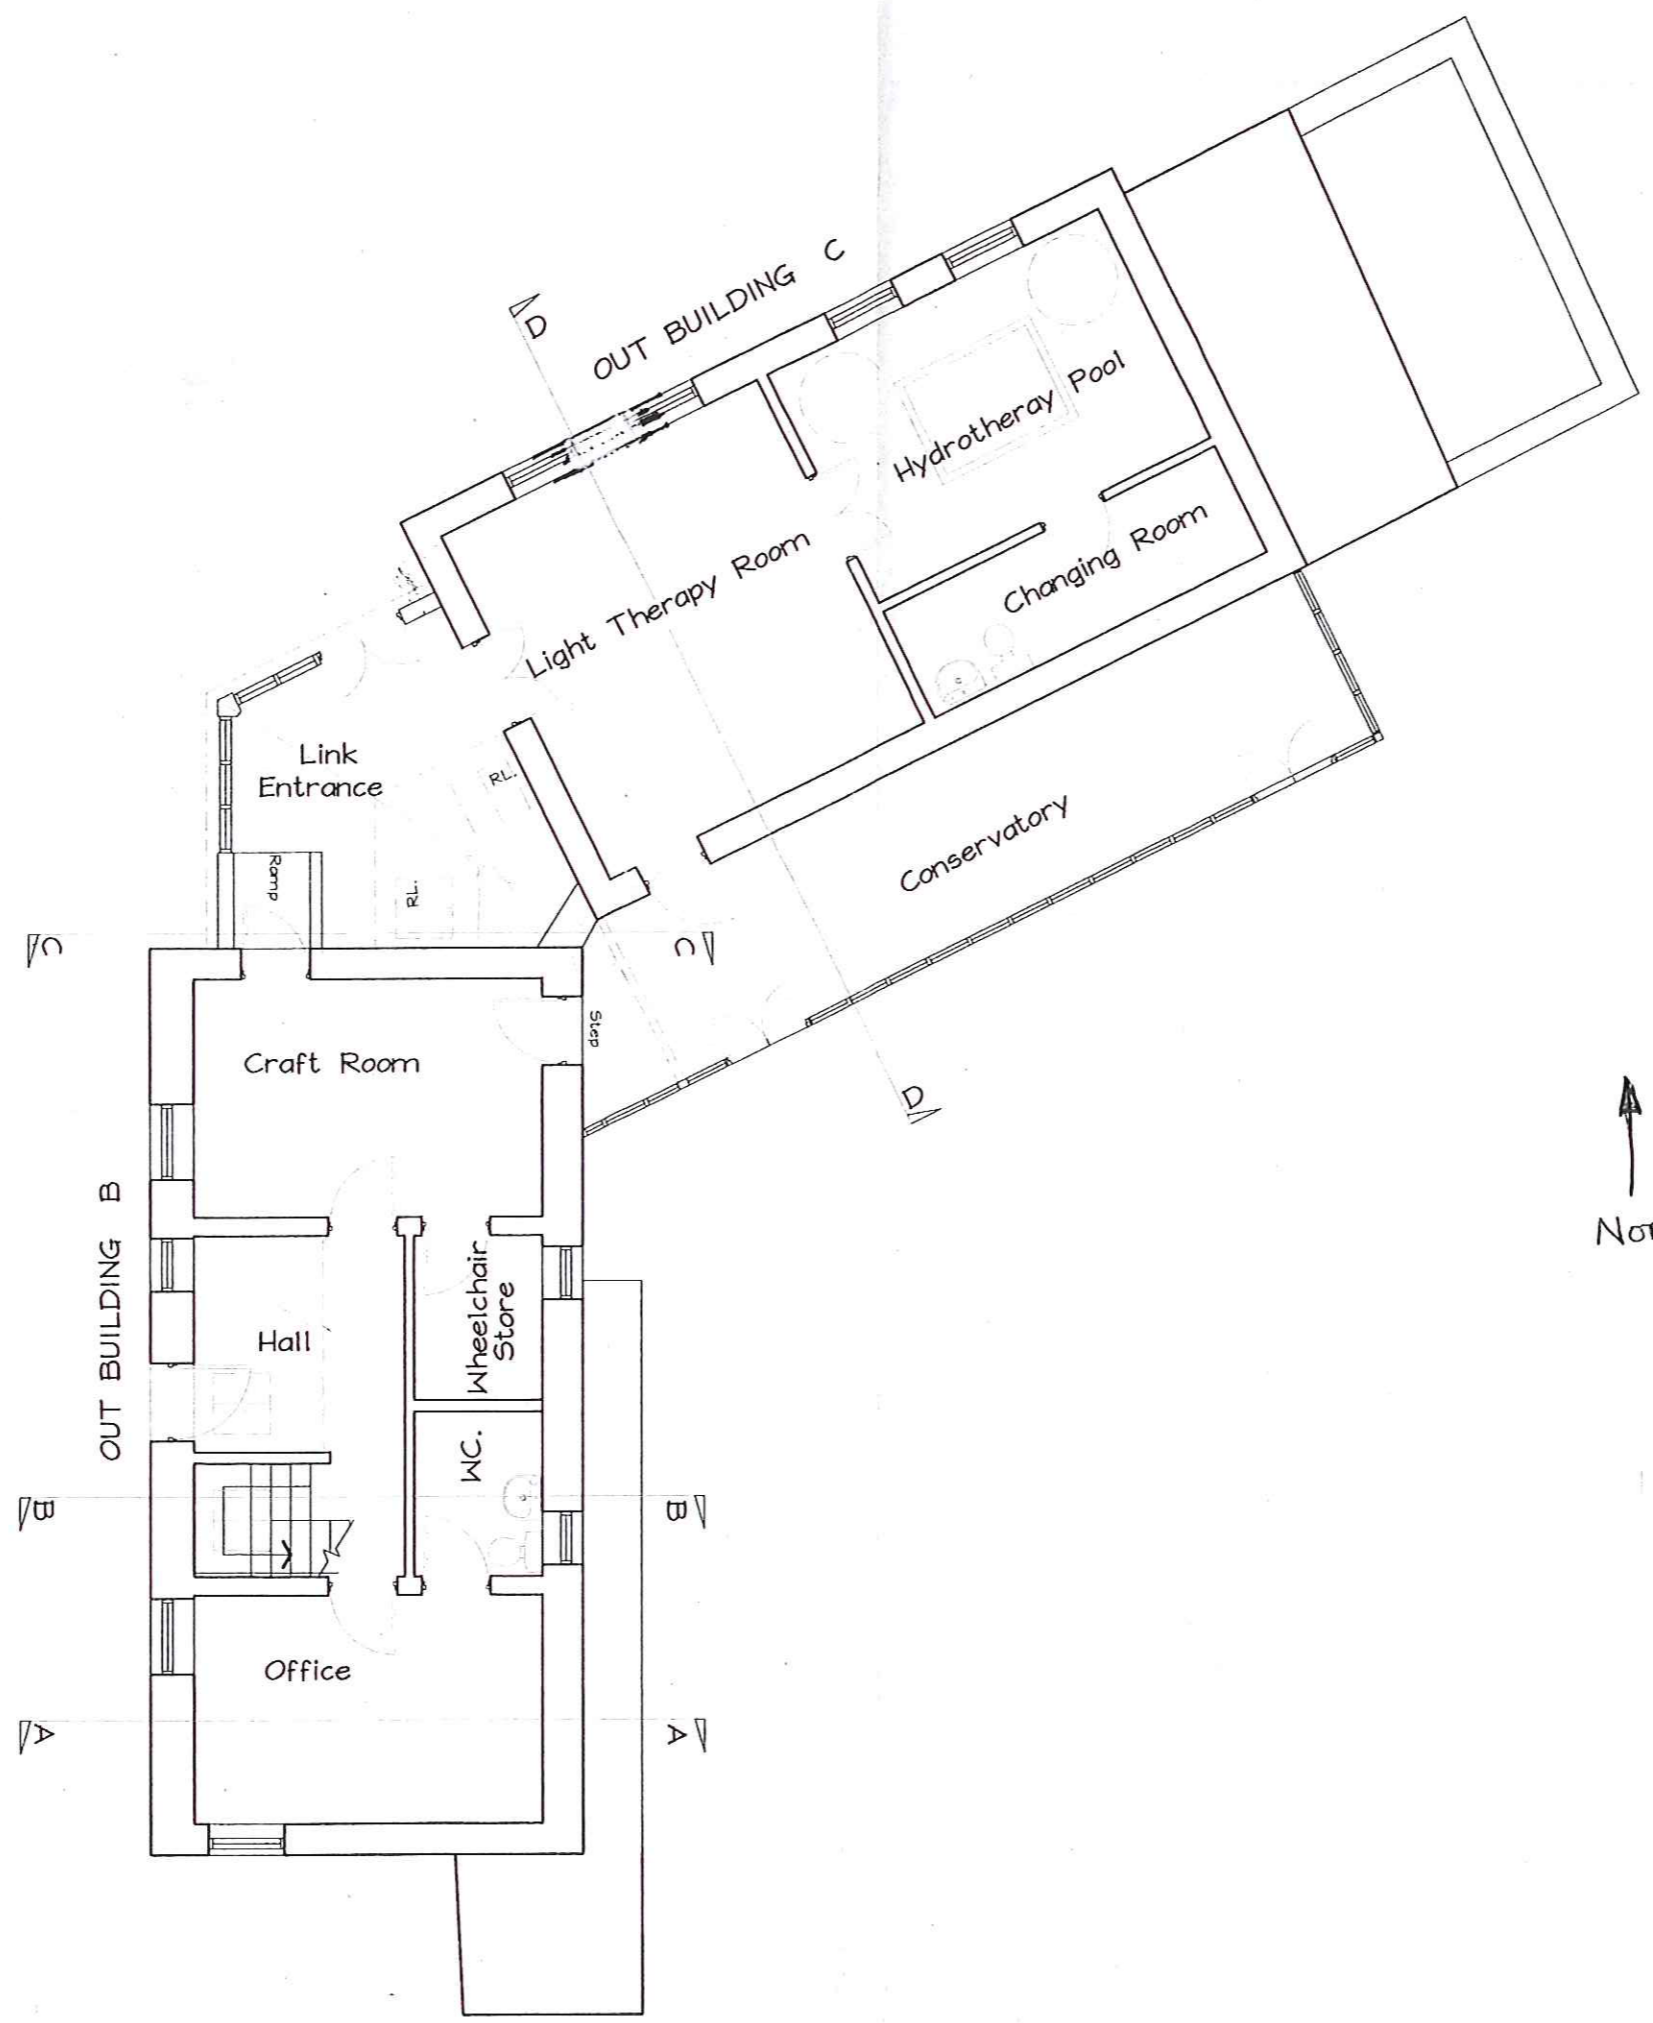 OUT BUILDING C
D
Hydrotheray Pool
Light Therapy Room
Changing Room
Link
Entrance
RL.
RL.
Ramp
Conservatory
C
C
Step
Craft Room
D
Nor
OUT BUILDING B
Wheelchair
Store
Hall
WC.
B
B
Office
A
A